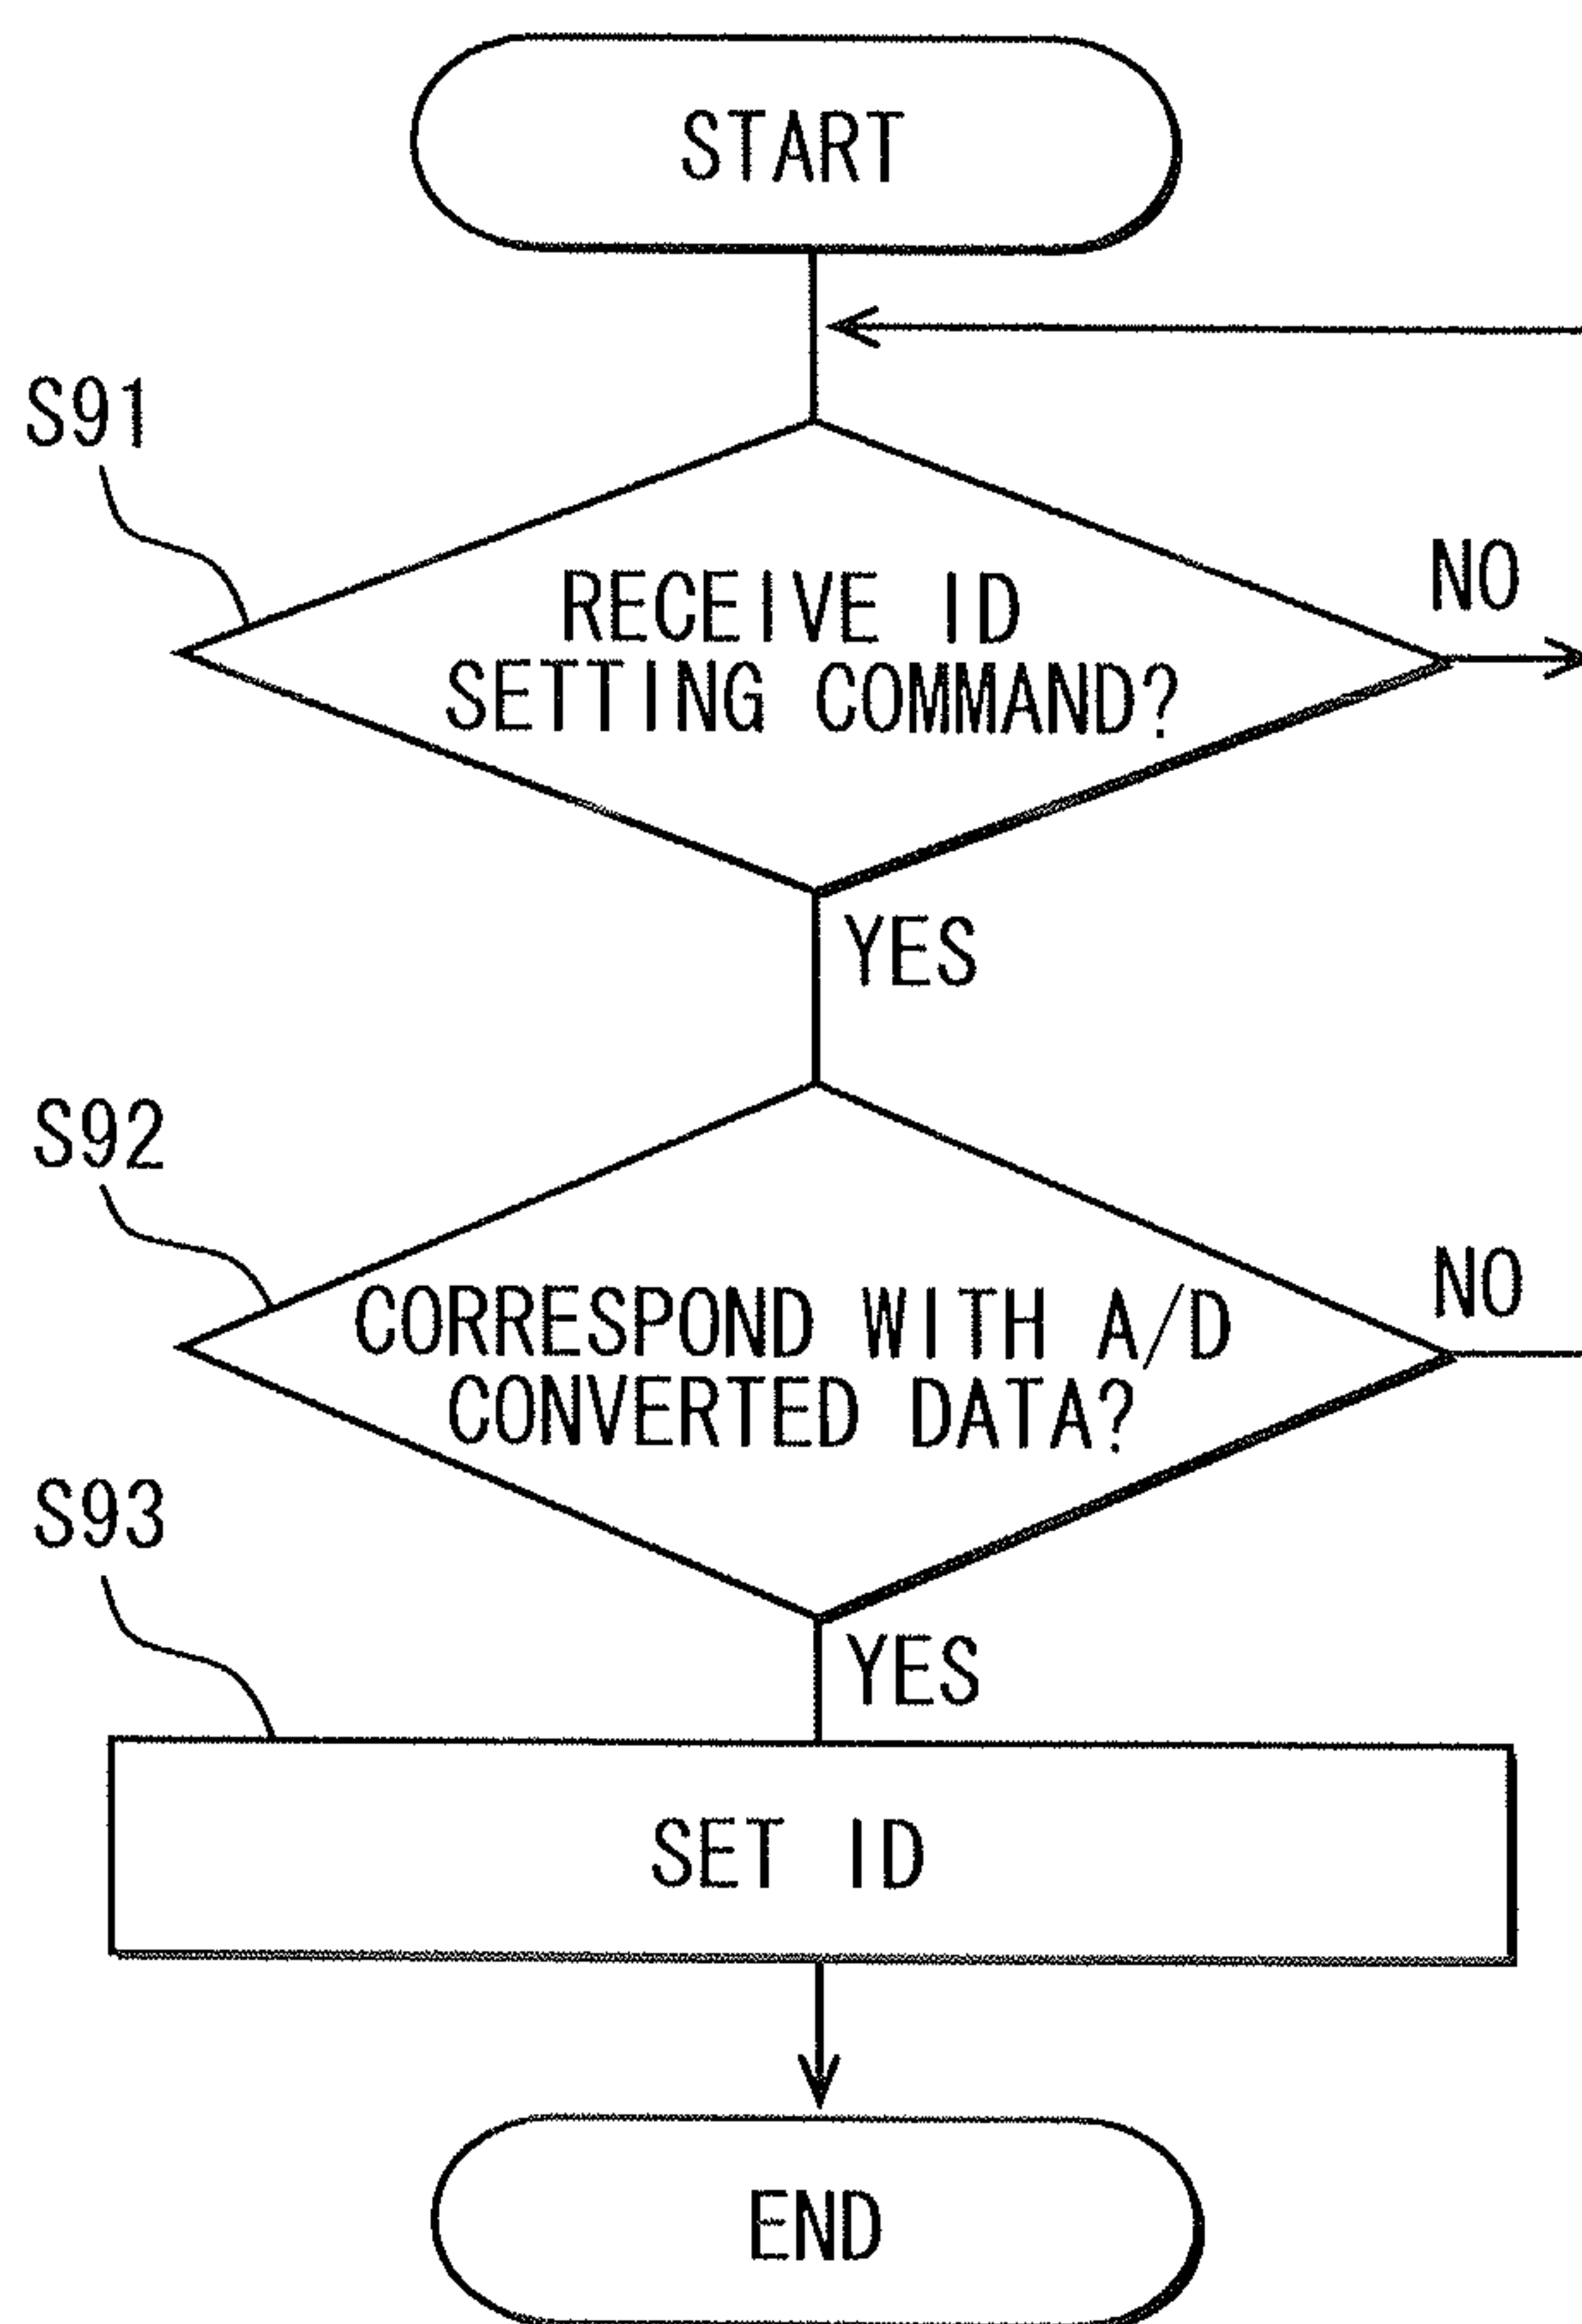 START
S91
RECEIVE ID
SETTING COMMAND?
NO
YES
S92
CORRESPOND WITH A/D
CONVERTED DATA?
NO
S93
YES
SET ID
END